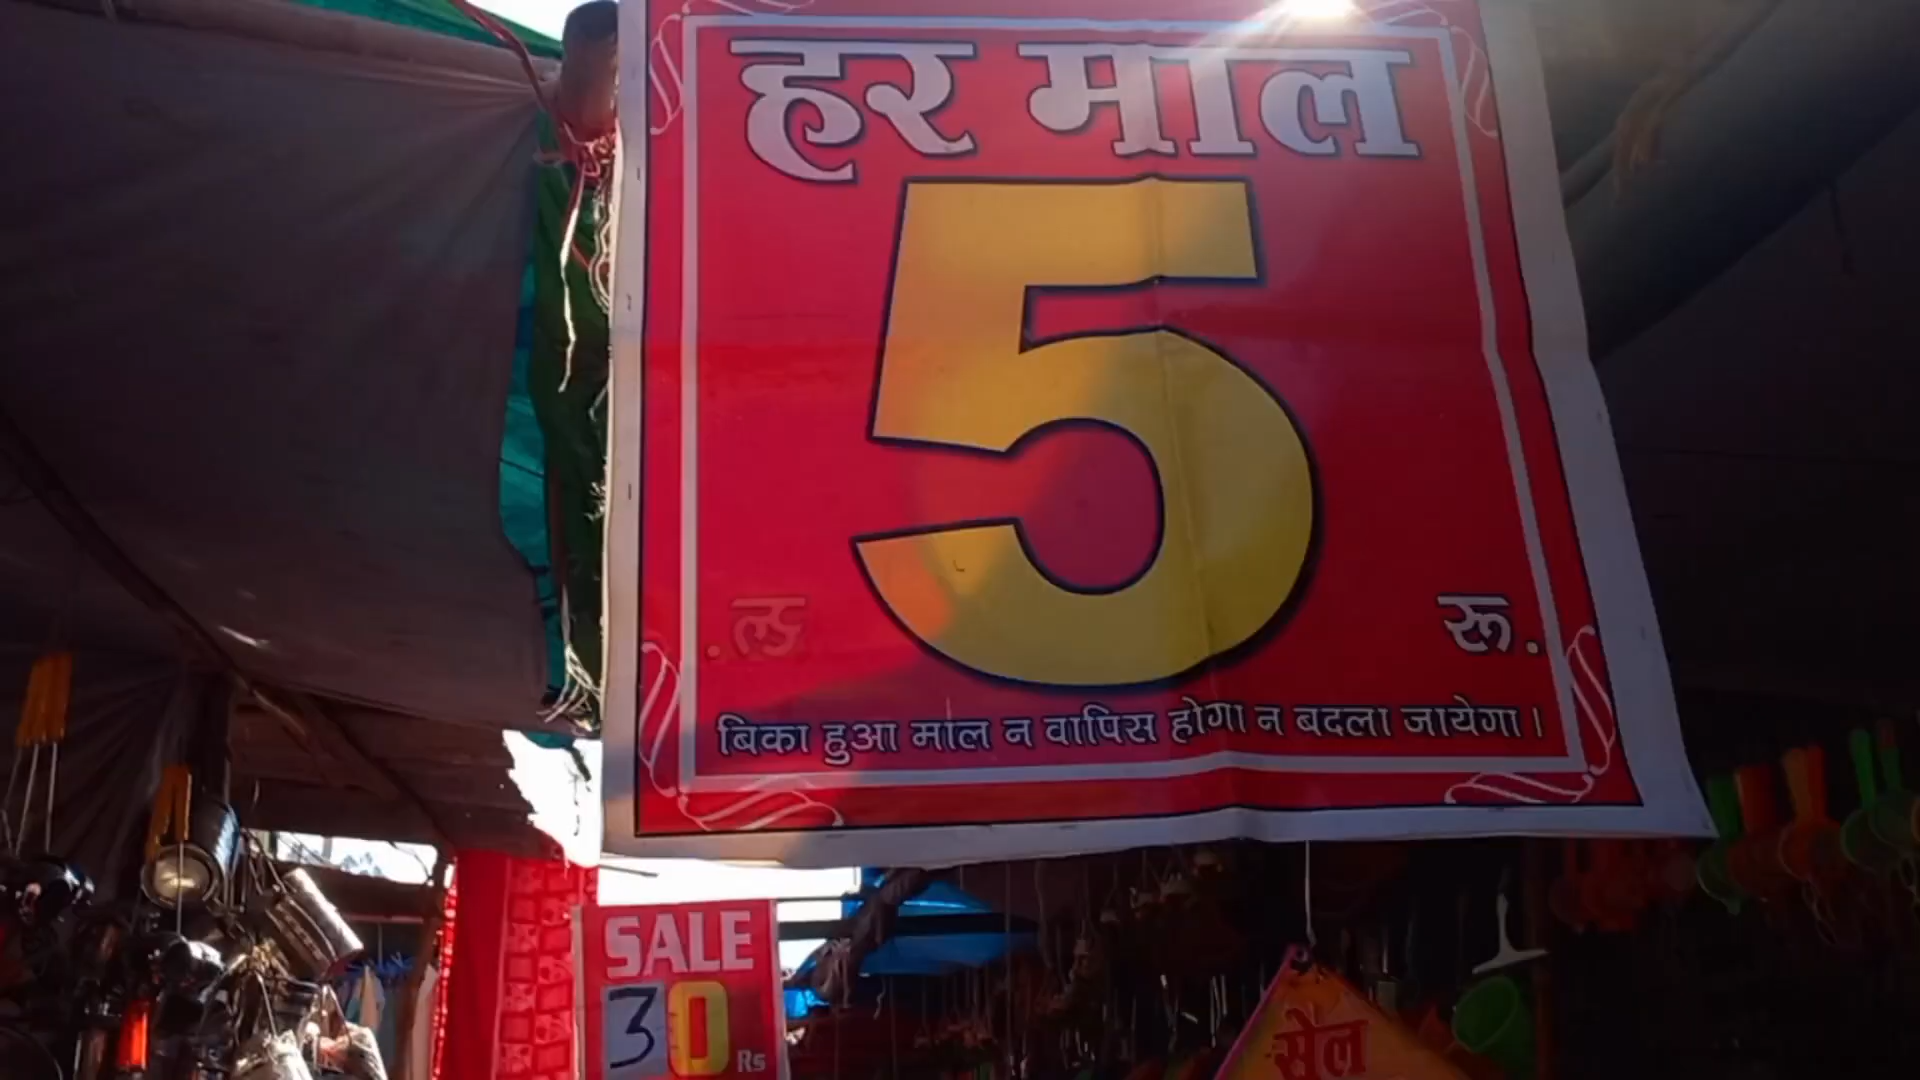 हर माल
5
रू.
बिका हुआ माल न वापिस होगा न बदला जायेगा।
SALE
30 Rs
सेल